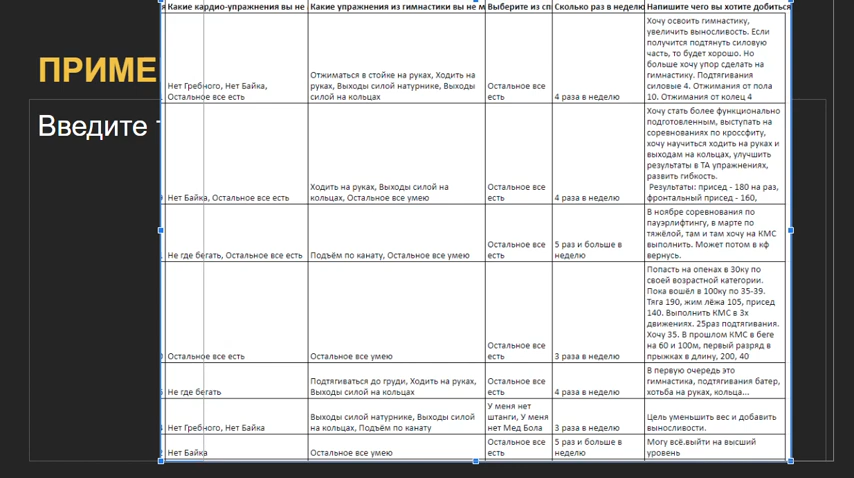 Какие кардио-упражнения вы не
Какие упражнения из гимнастики вы не м
Выберите из сп
Сколько раз в неделю
Напишите чего вы хотите добиться
ПРИМЕ
Введите
Нет Гребного, Нет Байка,
Остальное все есть
Отжиматься в стойке на руках, Ходить на
руках, Выходы силой натурнике, Выходы
силой на кольцах
Остальное все
есть
4 раза в неделю
Хочу освоить гимнастику,
увеличить выносливость. Если
получится подтянуть силовую
часть, то будет хорошо. Но
больше хочу упор сделать на
гимнастику. Подтягивания
силовые 4. Отжимания от пола
10. Отжимания от колец 4
Нет Байка, Остальное все есть
Ходить на руках, Выходы силой на
кольцах, Остальное все умею
Остальное все
есть
4 раза в неделю
Хочу стать более функционально
подготовленным, выступать на
соревнованиях по кроссфиту,
хочу научиться ходить на руках и
выходам на кольцах, улучшить
результаты в ТА упражнениях,
развить гибкость.
Результаты: присед - 180 на раз,
фронтальный присед - 160,
Не где бегать, Остальное все есть
Подъём по канату, Остальное все умею
Остальное все
есть
5 раз и больше в
неделю
В ноябре соревнования по
пауэрлифтингу, в марте по
тяжёлой, там и там хочу на КМС
выполнить. Может потом в кф
вернусь.
Остальное все есть
Остальное все умею
Остальное все
есть
3 раза в неделю
Попасть на опенах в 30ку по
своей возрастной категории.
Пока вошёл в 100ку по 35-39.
Тяга 190, жим лёжа 105, присед
140. Выполнить КМС в 3х
движениях. 25раз подтягивания.
Хочу 35. В прошлом КМС в беге
на 60 и 100м, первый разряд в
прыжках в длину, 200, 40
Не где бегать
Подтягиваться до груди, Ходить на руках,
Выходы силой на кольцах
Остальное все
есть
4 раза в неделю
В первую очередь это
гимнастика, подтягивания батер,
хотьба на руках, кольца...
Нет Гребного, Нет Байка
Выходы силой натурнике, Выходы силой
на кольцах, Подъём по канату
У меня нет
штанги, У меня
нет Мед Бола
3 раза в неделю
Цель уменьшить вес и добавить
выносливости.
Нет Байка
Остальное все умею
Остальное все
есть
5 раз и больше в
неделю
Могу всё.выйти на высший
уровень